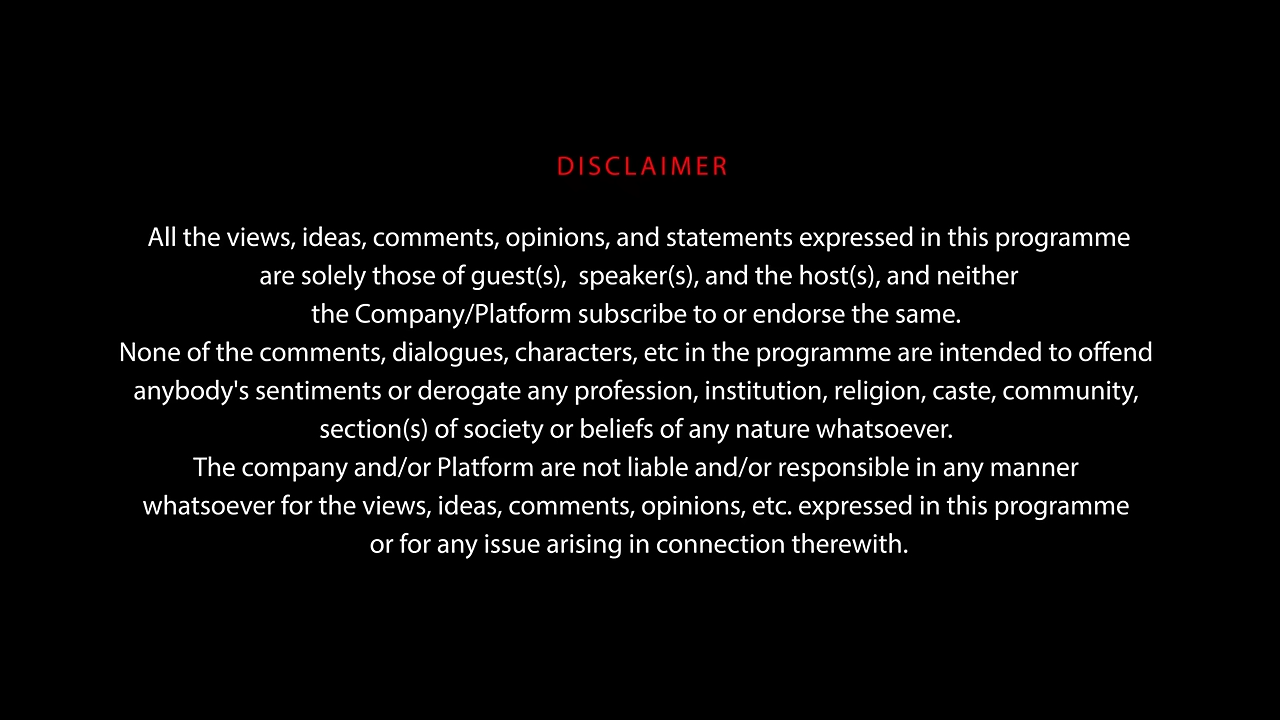 DISCLAIMER
All the views, ideas, comments, opinions, and statements expressed in this programme
are solely those of guest(s),  speaker(s), and the host(s), and neither
the Company/Platform subscribe to or endorse the same.
None of the comments, dialogues, characters, etc in the programme are intended to offend
anybody's sentiments or derogate any profession, institution, religion, caste, community,
section(s) of society or beliefs of any nature whatsoever.
The company and/or Platform are not liable and/or responsible in any manner
whatsoever for the views, ideas, comments, opinions, etc. expressed in this programme
or for any issue arising in connection therewith.